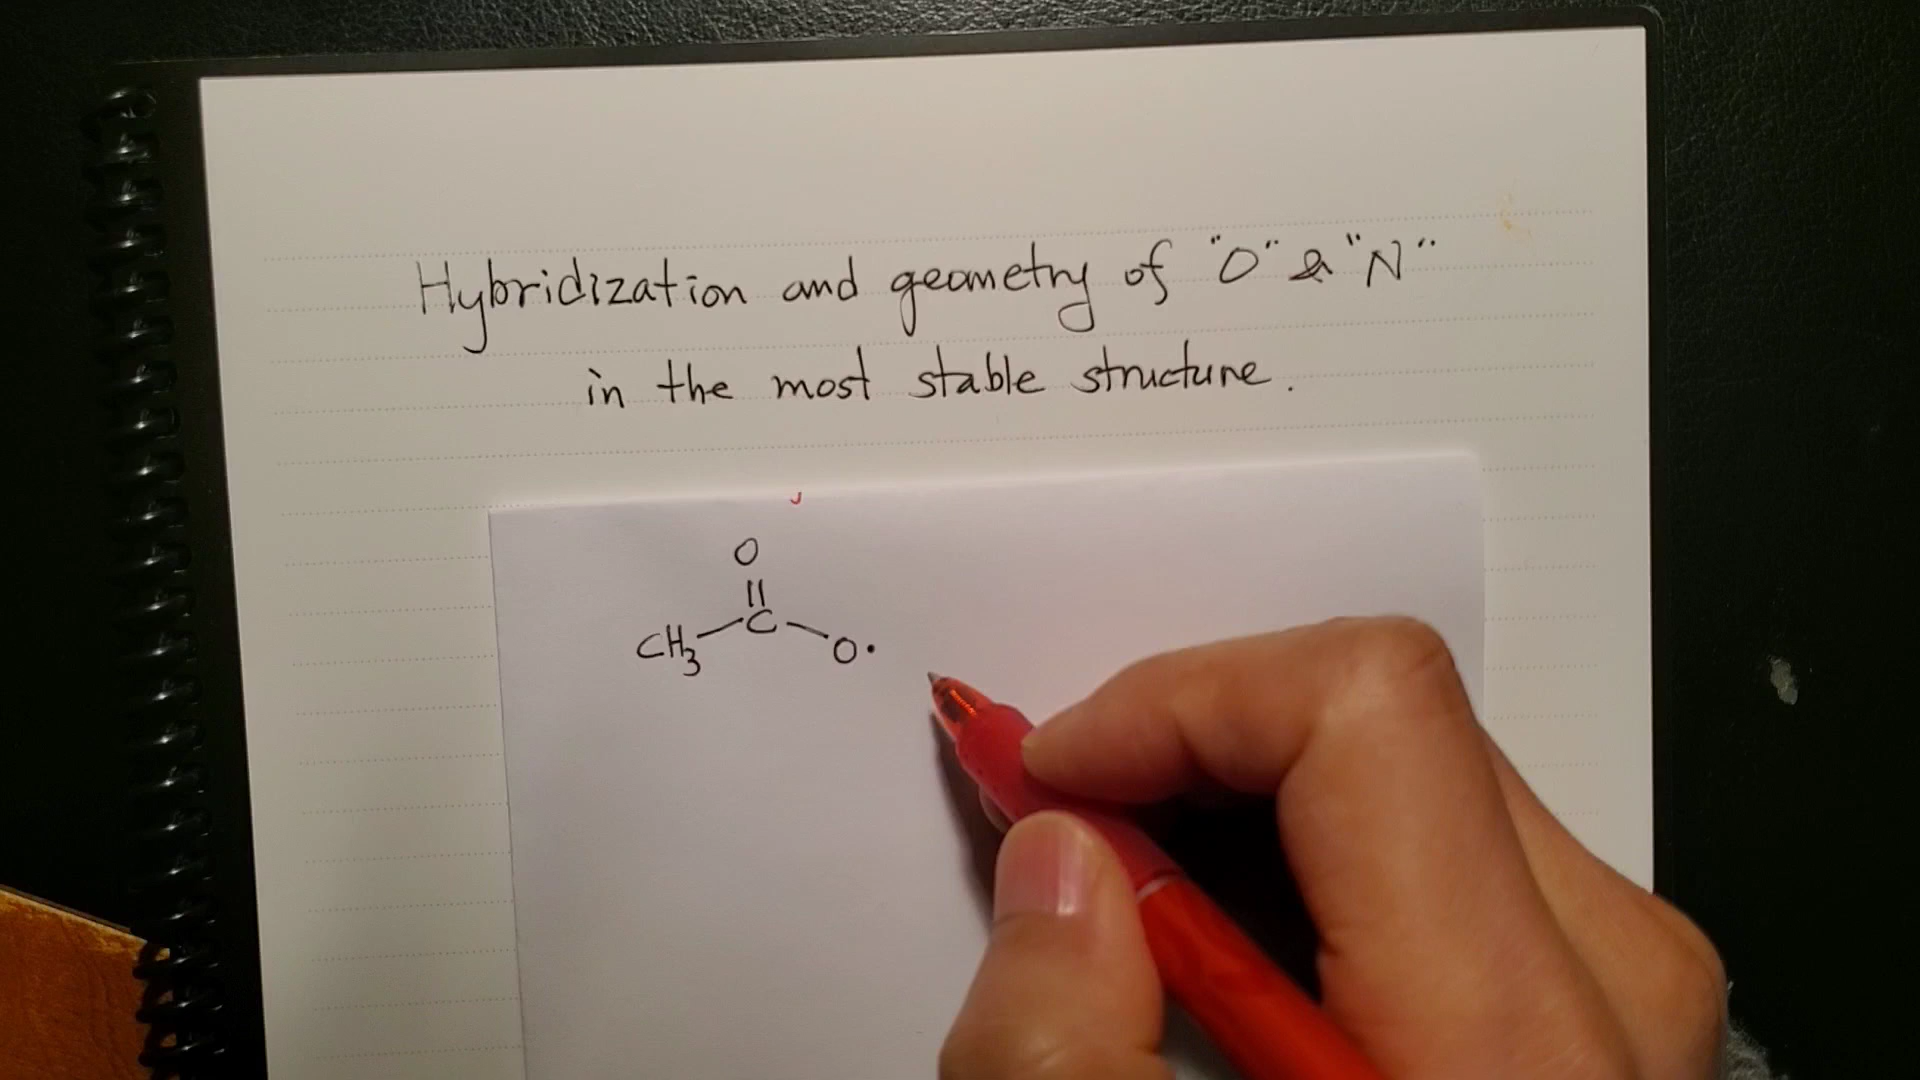 Hybridization and geometry of "O" & "N"
in the most stable structure.
O
||
CH3 — C — O•